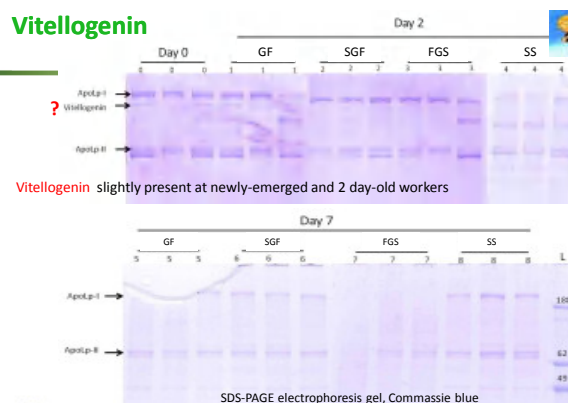 Vitellogenin
Day 2
Day 0 GF SGF FGS SS
0 0 0 1 1 1 2 2 2 3 3 3 4 4 4
ApoLp-I
? Vitellogenin
ApoLp-II
Vitellogenin slightly present at newly-emerged and 2 day-old workers
Day 7
GF SGF FGS SS
5 5 5 6 6 6 7 7 7 8 8 8 L
ApoLp-I
180
ApoLp-II
62
49
SDS-PAGE electrophoresis gel, Commassie blue